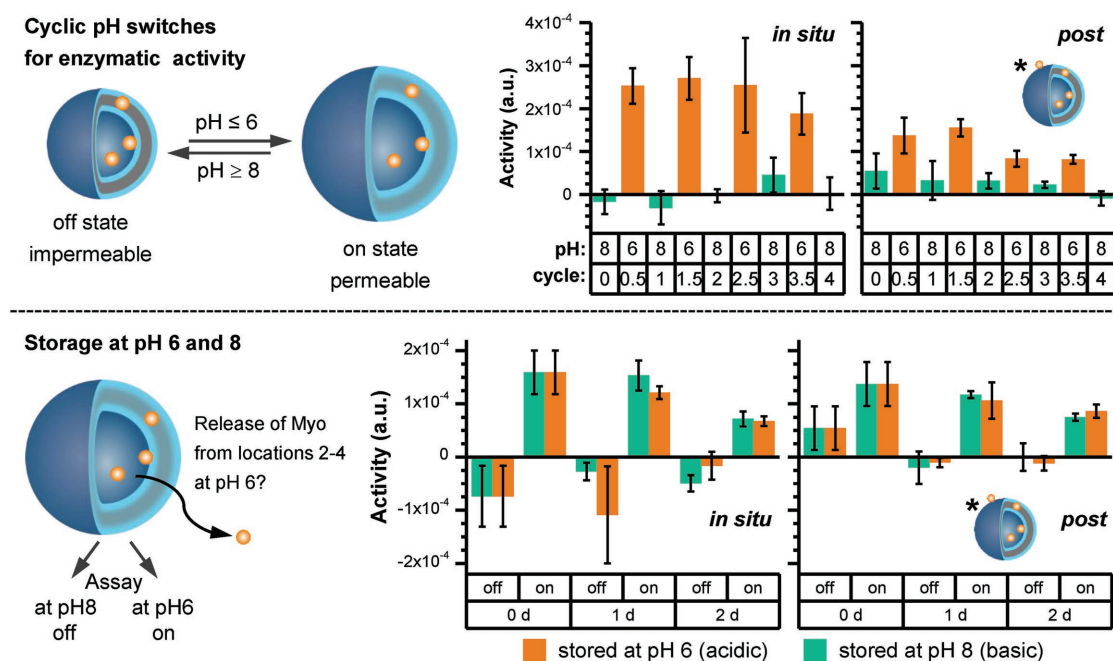 Cyclic pH switches
for enzymatic activity
pH ≤ 6
pH ≥ 8
off state
impermeable
on state
permeable
Activity (a.u.)
4x10⁻⁴
3x10⁻⁴
2x10⁻⁴
1x10⁻⁴
0
in situ
post
*
pH: 8 6 8 6 8 6 8 6 8
8 6 8 6 8 6 8 6 8
cycle: 0 0.5 1 1.5 2 2.5 3 3.5 4
0 0.5 1 1.5 2 2.5 3 3.5 4
Storage at pH 6 and 8
Release of Myo
from locations 2-4
at pH 6?
Assay
at pH8
off
at pH6
on
Activity (a.u.)
2x10⁻⁴
1x10⁻⁴
0
-1x10⁻⁴
-2x10⁻⁴
in situ
*
post
off on off on off on
0 d 1 d 2 d
off on off on off on
0 d 1 d 2 d
stored at pH 6 (acidic)
stored at pH 8 (basic)